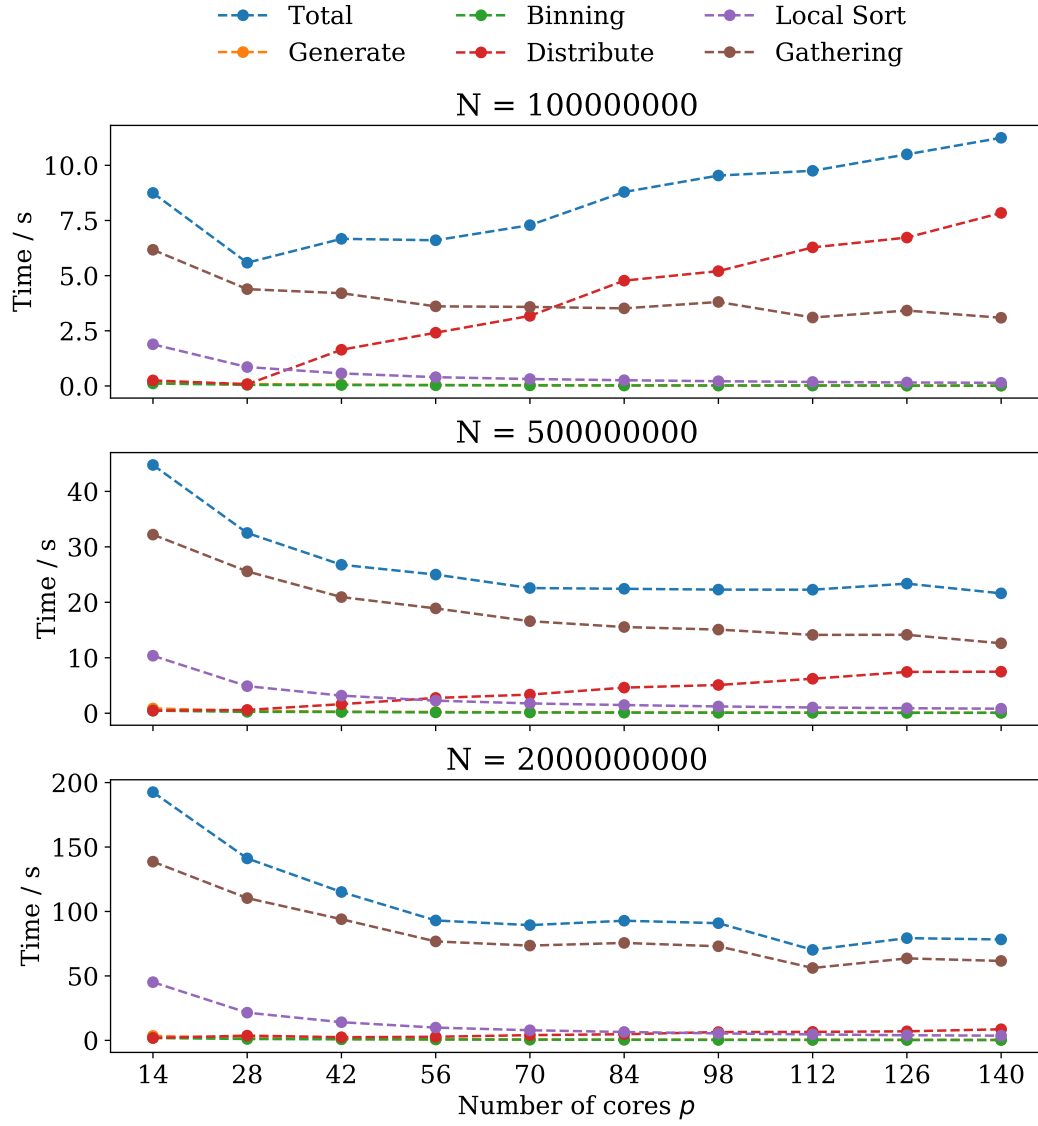 Total Binning Local Sort
Generate Distribute Gathering
N = 100000000
10.0
7.5
5.0
2.5
0.0
Time / s
N = 500000000
40
30
20
10
0
Time / s
N = 2000000000
200
150
100
50
0
Time / s
14 28 42 56 70 84 98 112 126 140
Number of cores p